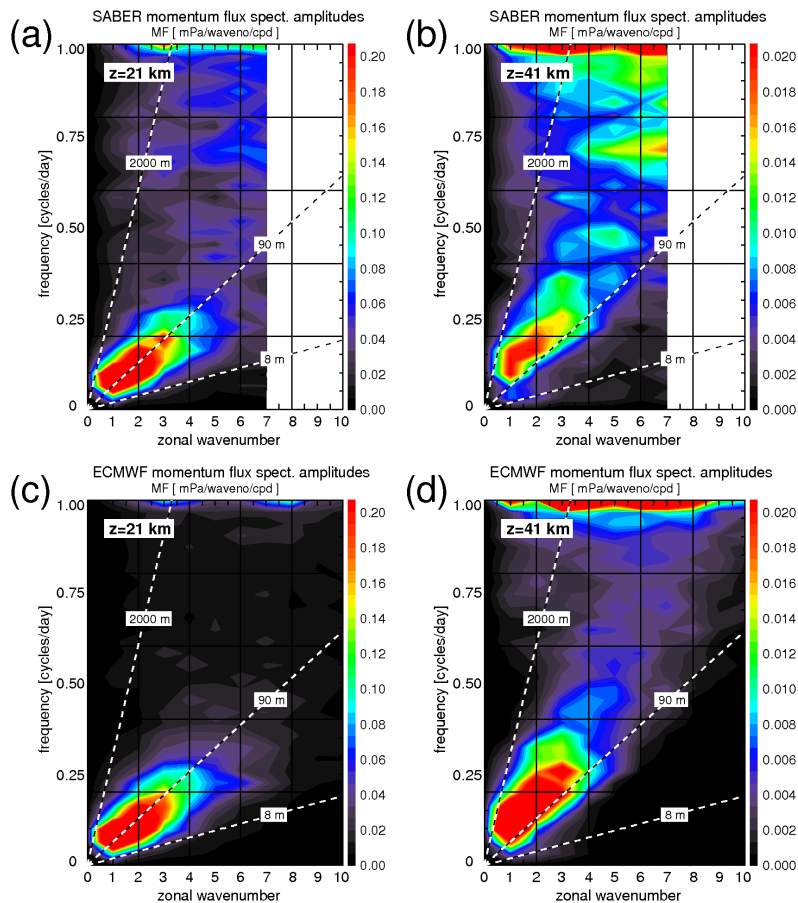 (a)
SABER momentum flux spect. amplitudes
MF [ mPa/waveno/cpd ]
z=21 km
2000 m
90 m
8 m
frequency [cycles/day]
1.00
0.75
0.50
0.25
0
0 1 2 3 4 5 6 7 8 9 10
zonal wavenumber
0.20
0.18
0.16
0.14
0.12
0.10
0.08
0.06
0.04
0.02
0.00
(b)
SABER momentum flux spect. amplitudes
MF [ mPa/waveno/cpd ]
z=41 km
2000 m
90 m
8 m
frequency [cycles/day]
1.00
0.75
0.50
0.25
0
0 1 2 3 4 5 6 7 8 9 10
zonal wavenumber
0.020
0.018
0.016
0.014
0.012
0.010
0.008
0.006
0.004
0.002
0.000
(c)
ECMWF momentum flux spect. amplitudes
MF [ mPa/waveno/cpd ]
z=21 km
2000 m
90 m
8 m
frequency [cycles/day]
1.00
0.75
0.50
0.25
0
0 1 2 3 4 5 6 7 8 9 10
zonal wavenumber
0.20
0.18
0.16
0.14
0.12
0.10
0.08
0.06
0.04
0.02
0.00
(d)
ECMWF momentum flux spect. amplitudes
MF [ mPa/waveno/cpd ]
z=41 km
2000 m
90 m
8 m
frequency [cycles/day]
1.00
0.75
0.50
0.25
0
0 1 2 3 4 5 6 7 8 9 10
zonal wavenumber
0.020
0.018
0.016
0.014
0.012
0.010
0.008
0.006
0.004
0.002
0.000